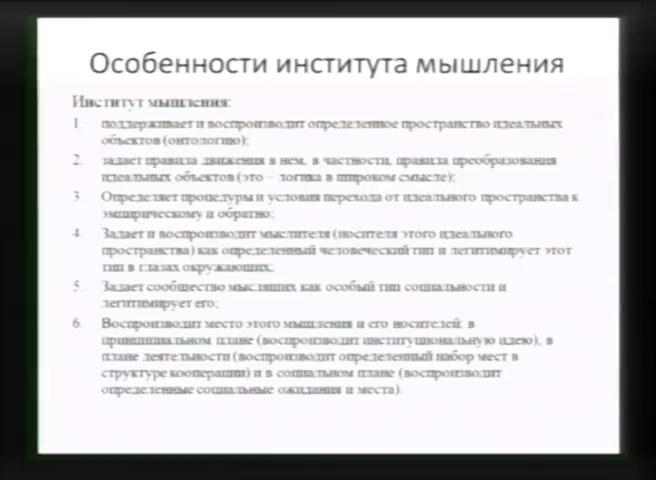 Особенности института мышления
Институт мышления:
1. поддерживает и воспроизводит определенное пространство идеальных
объектов (онтологию);
2. задает правила движения в нем, в частности, правила преобразования
идеальных объектов (это – логика в широком смысле);
3 Определяет процедуры и условия перехода от идеального пространства к
эмпирическому и обратно;
4. Задает и воспроизводит мыслителя (носителя этого идеального
пространства) как определенный человеческий тип и легитимирует этот
тип в глазах окружающих;
5. Задает сообщество мыслящих как особый тип социальности и
легитимирует его;
6. Воспроизводит место этого мышления и его носителей: в
принципиальном плане (воспроизводит институциональную идею), в
плане деятельности (воспроизводит определенный набор мест в
структуре кооперации) и в социальном плане (воспроизводит
определенные социальные ожидания и места).